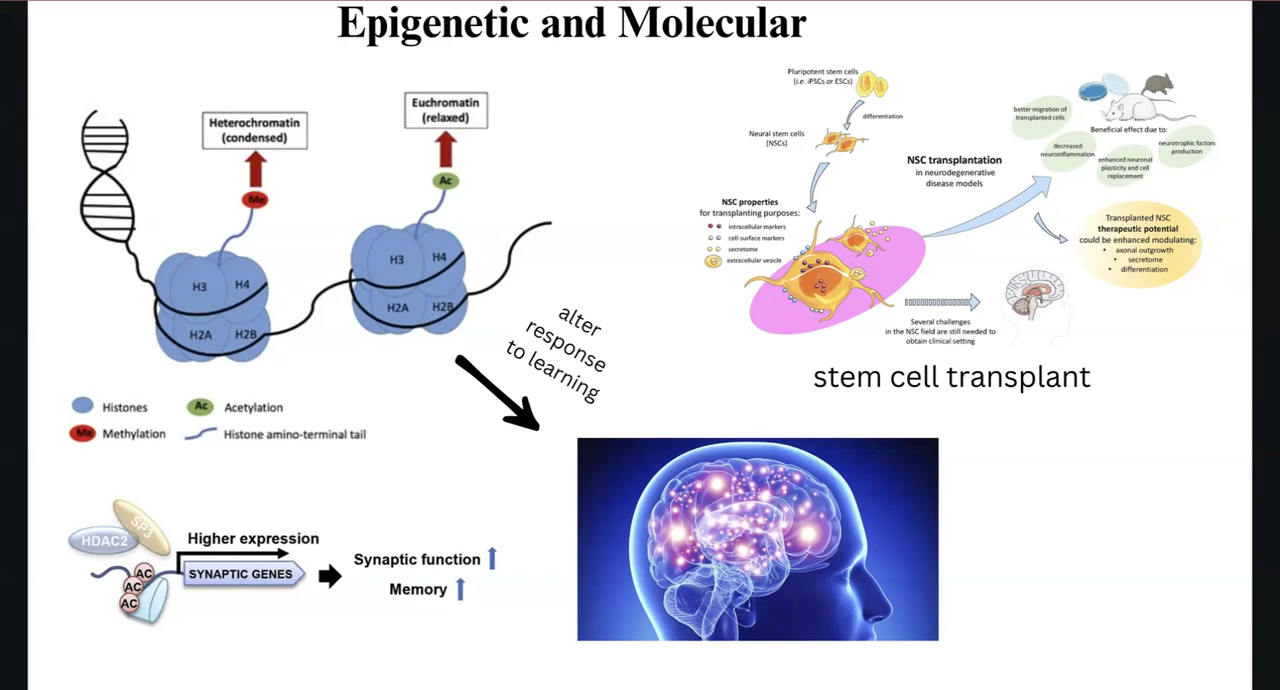 Epigenetic and Molecular
Heterochromatin
(condensed)
Euchromatin
(relaxed)
Me
Ac
H3
H4
H2A
H2B
H3
H4
H2A
H2B
Histones
Ac
Acetylation
Me
Methylation
Histone amino-terminal tail
alter
response
to learning
HDAC2
SP3
AC
AC
AC
Higher expression
SYNAPTIC GENES
Synaptic function
Memory
Pluripotent stem cells
(i.e. iPSCs or ESCs)
differentiation
Neural stem cells
(NSCs)
NSC properties
for transplanting purposes:
intracellular markers
cell-surface markers
secretome
extracellular vesicle
NSC transplantation
in neurodegenerative
disease models
better migration of
transplanted cells
Beneficial effect due to:
decreased
neuroinflammation
enhanced neuronal
plasticity and cell
replacement
neurotrophic factors
production
Transplanted NSC
therapeutic potential
could be enhanced modulating:
• axonal outgrowth
• secretome
• differentiation
Several challenges
in the NSC field are still needed to
obtain clinical setting
stem cell transplant